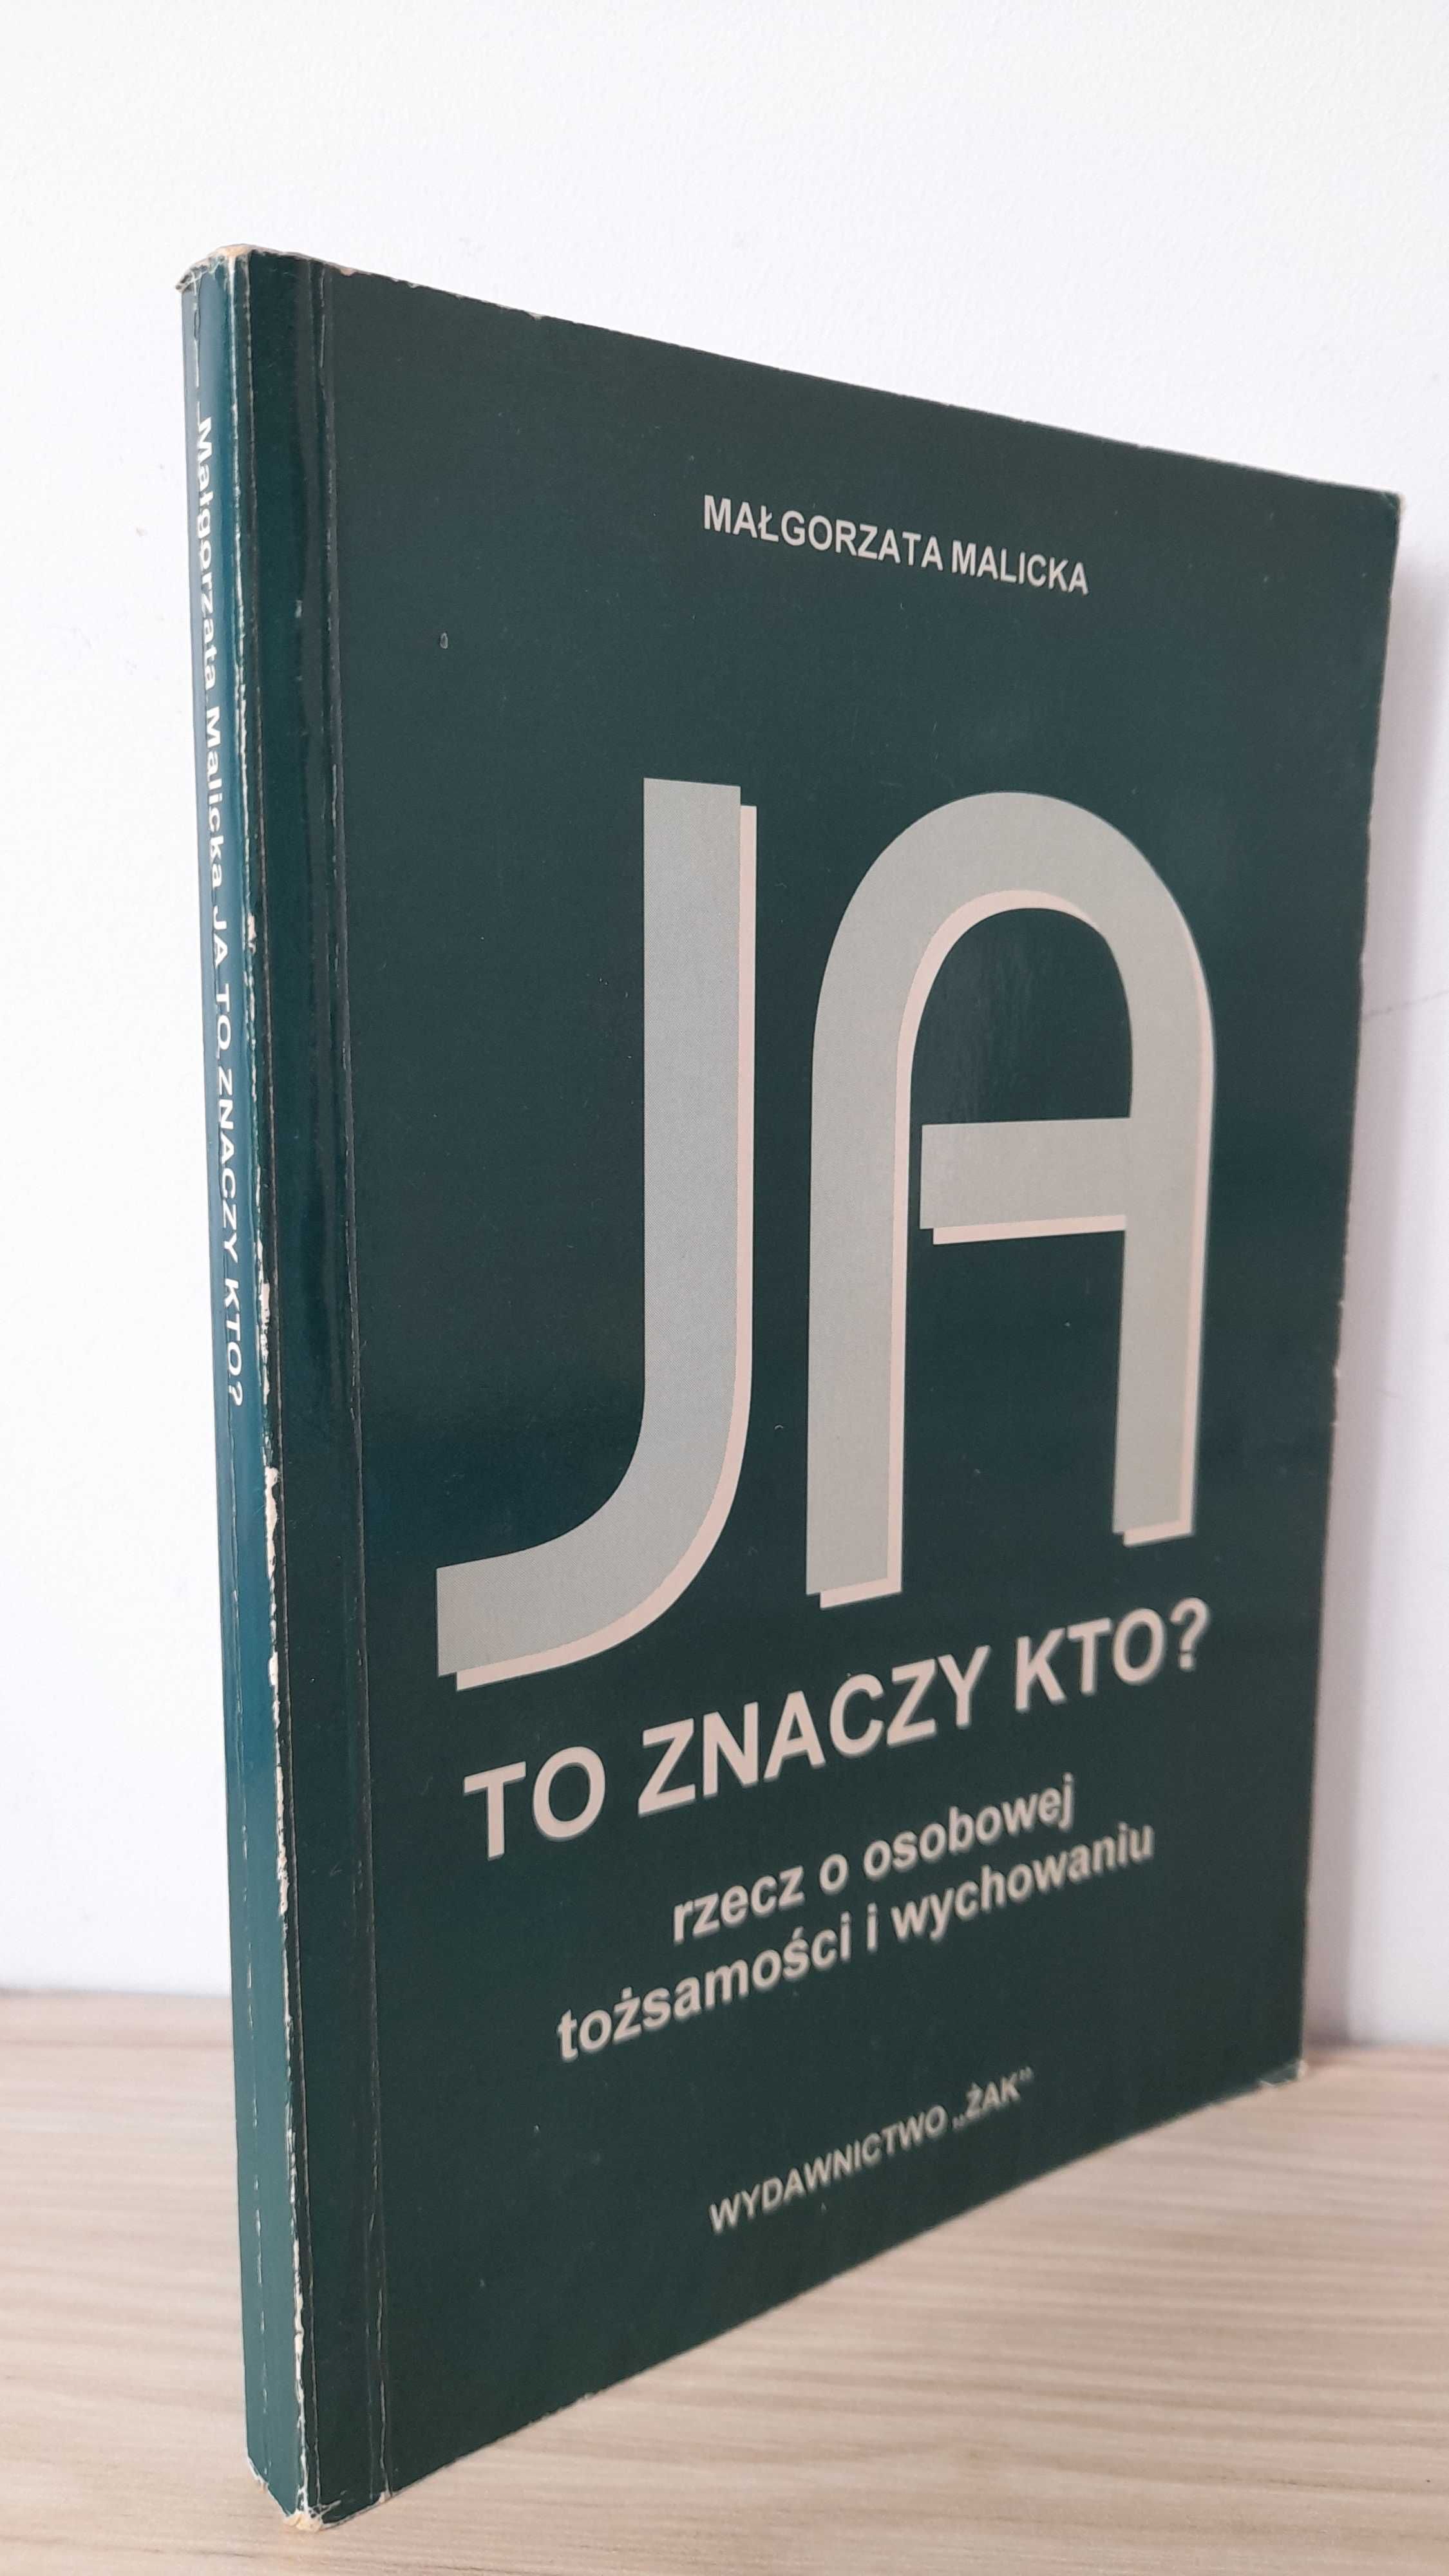 Małgorzata Malicka JA TO ZNACZY KTO?
MAŁGORZATA MALICKA
JA
TO ZNACZY KTO?
rzecz o osobowej
tożsamości i wychowaniu
WYDAWNICTWO „ŻAK”